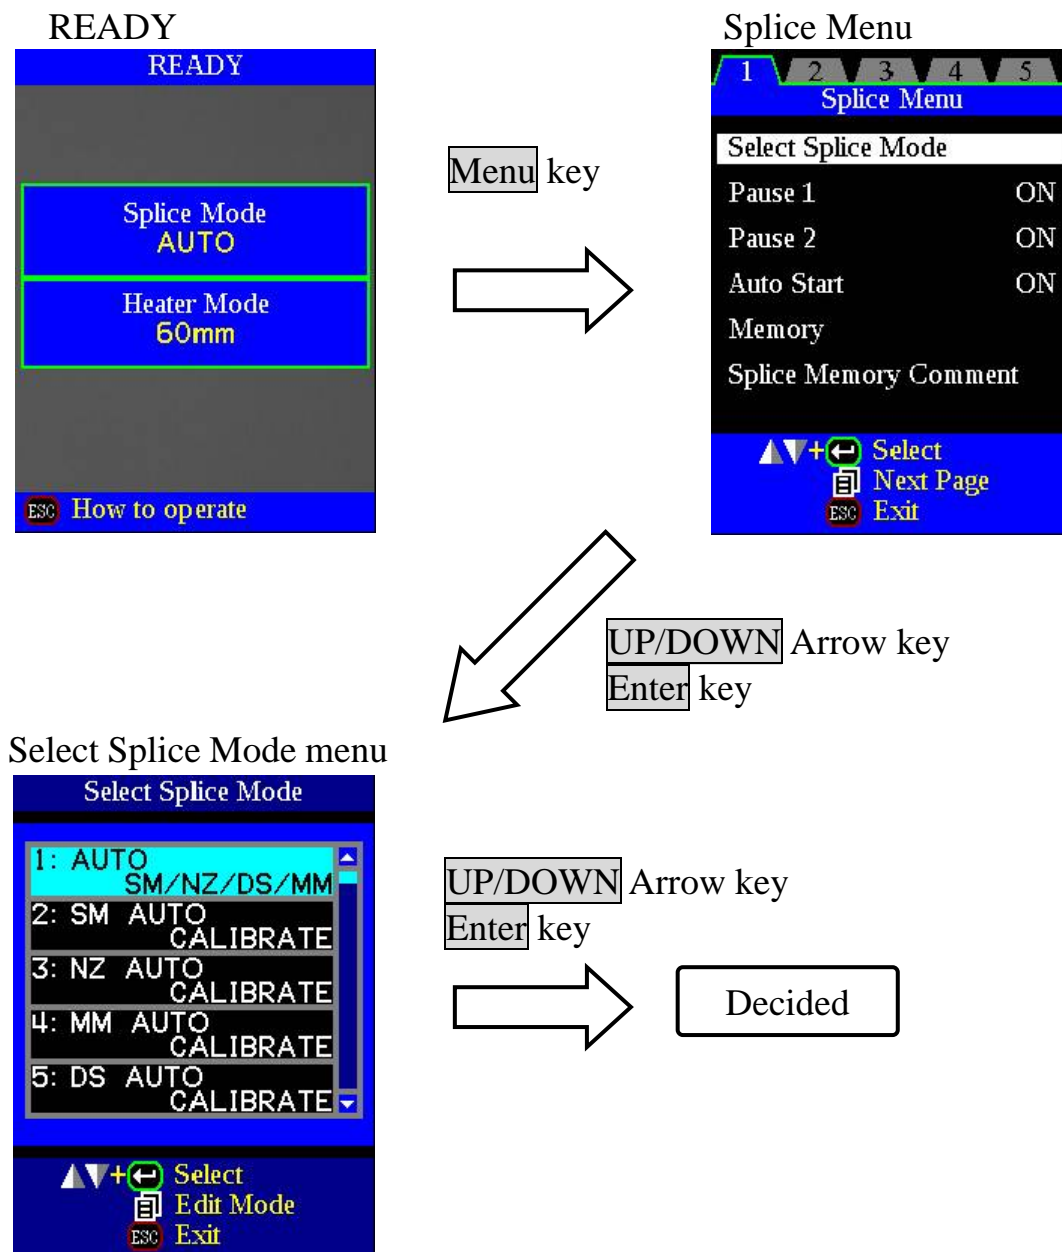 READY
READY
Splice Mode
AUTO
Heater Mode
60mm
ESC How to operate
Menu key
Splice Menu
1 2 3 4 5
Splice Menu
Select Splice Mode
Pause 1 ON
Pause 2 ON
Auto Start ON
Memory
Splice Memory Comment
+ Select
Next Page
ESC Exit
UP/DOWN Arrow key
Enter key
Select Splice Mode menu
Select Splice Mode
1: AUTO
SM/NZ/DS/MM
2: SM AUTO
CALIBRATE
3: NZ AUTO
CALIBRATE
4: MM AUTO
CALIBRATE
5: DS AUTO
CALIBRATE
+ Select
Edit Mode
ESC Exit
UP/DOWN Arrow key
Enter key
Decided